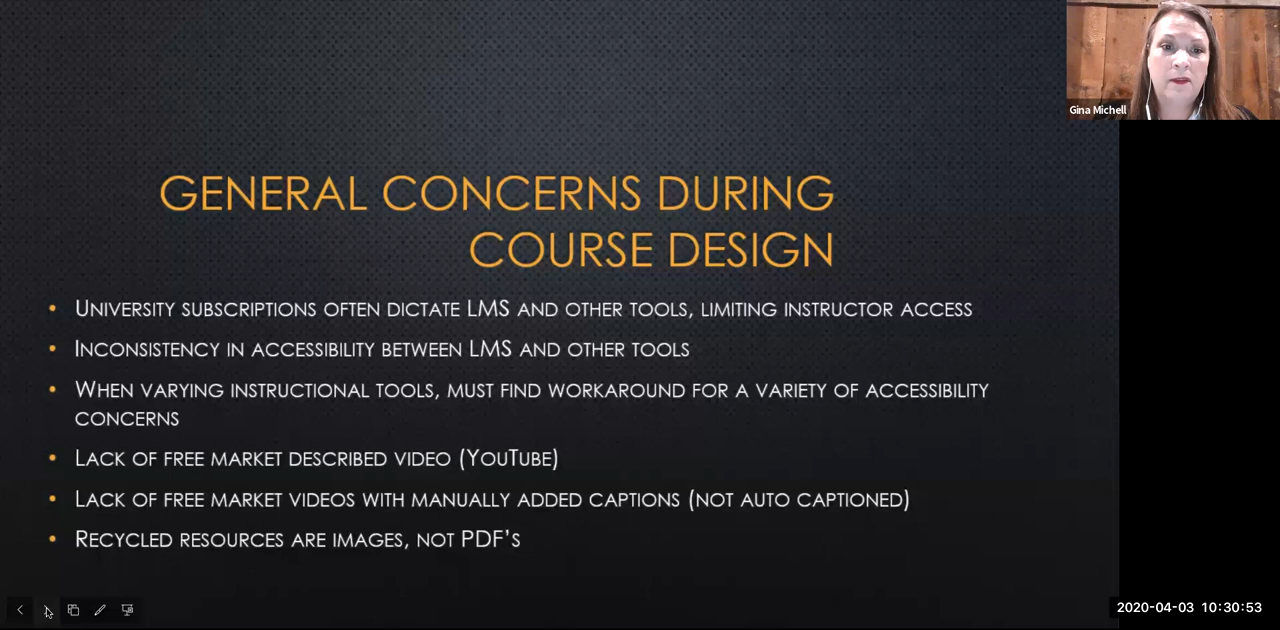 Gina Michell
GENERAL CONCERNS DURING
COURSE DESIGN
• UNIVERSITY SUBSCRIPTIONS OFTEN DICTATE LMS AND OTHER TOOLS, LIMITING INSTRUCTOR ACCESS
• INCONSISTENCY IN ACCESSIBILITY BETWEEN LMS AND OTHER TOOLS
• WHEN VARYING INSTRUCTIONAL TOOLS, MUST FIND WORKAROUND FOR A VARIETY OF ACCESSIBILITY
CONCERNS
• LACK OF FREE MARKET DESCRIBED VIDEO (YOUTUBE)
• LACK OF FREE MARKET VIDEOS WITH MANUALLY ADDED CAPTIONS (NOT AUTO CAPTIONED)
• RECYCLED RESOURCES ARE IMAGES, NOT PDF'S
2020-04-03 10:30:53